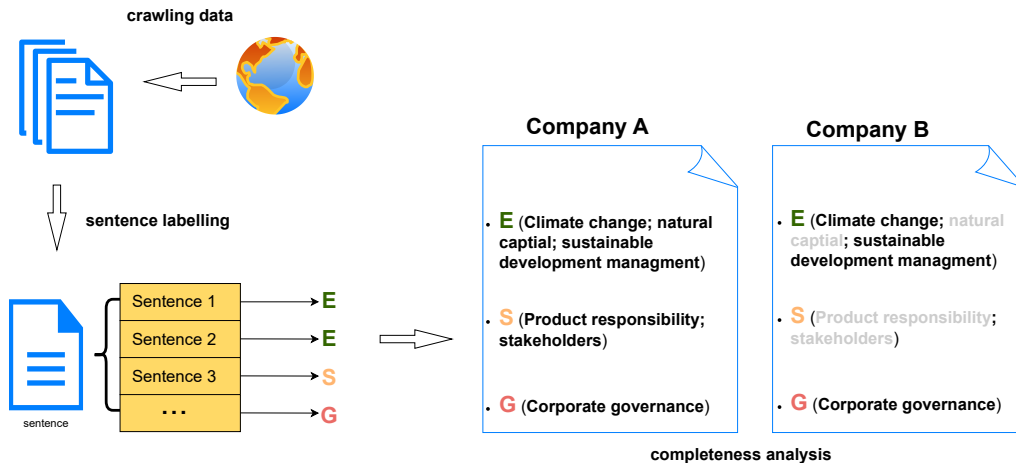 crawling data
sentence labelling
Sentence 1
E
Sentence 2
E
Sentence 3
S
...
G
sentence
Company A
• E (Climate change; natural
captial; sustainable
development managment)
• S (Product responsibility;
stakeholders)
• G (Corporate governance)
Company B
• E (Climate change; natural
captial; sustainable
development managment)
• S (Product responsibility;
stakeholders)
• G (Corporate governance)
completeness analysis